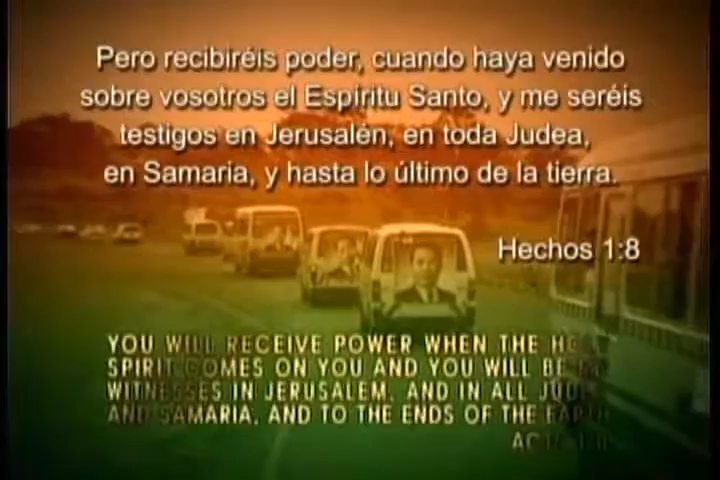 Pero recibiréis poder, cuando haya venido
sobre vosotros el Espíritu Santo, y me seréis
testigos en Jerusalén, en toda Judea,
en Samaria, y hasta lo último de la tierra.
Hechos 1:8
YOU WILL RECEIVE POWER WHEN THE
SPIRIT COMES ON YOU AND YOU WILL BE
WITNESSES IN JERUSALEM, AND IN ALL
AND SAMARIA, AND TO THE ENDS OF THE EARTH